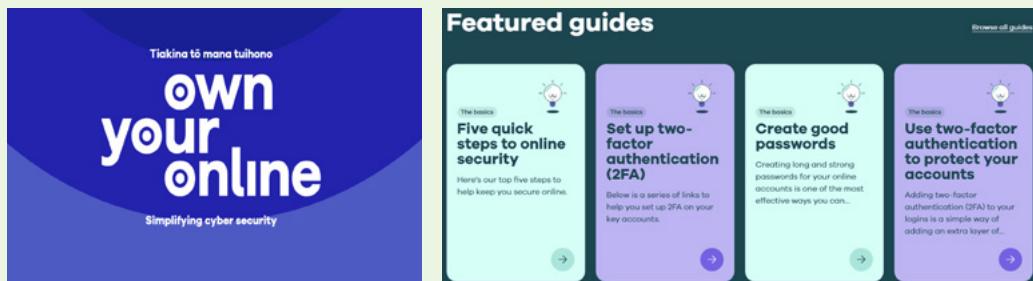 Tiakina tō mana tuihono
own
your
online
Simplifying cyber security
Featured guides
Browse all guides
The basics
Five quick
steps to online
security
Here's our top five steps to
help keep you secure online.
The basics
Set up two-
factor
authentication
(2FA)
Below is a series of links to
help you set up 2FA on your
key accounts.
The basics
Create good
passwords
Creating long and strong
passwords for your online
accounts is one of the most
effective ways you can...
The basics
Use two-factor
authentication
to protect your
accounts
Adding two-factor
authentication (2FA) to your
logins is a simple way of
adding an extra layer of...